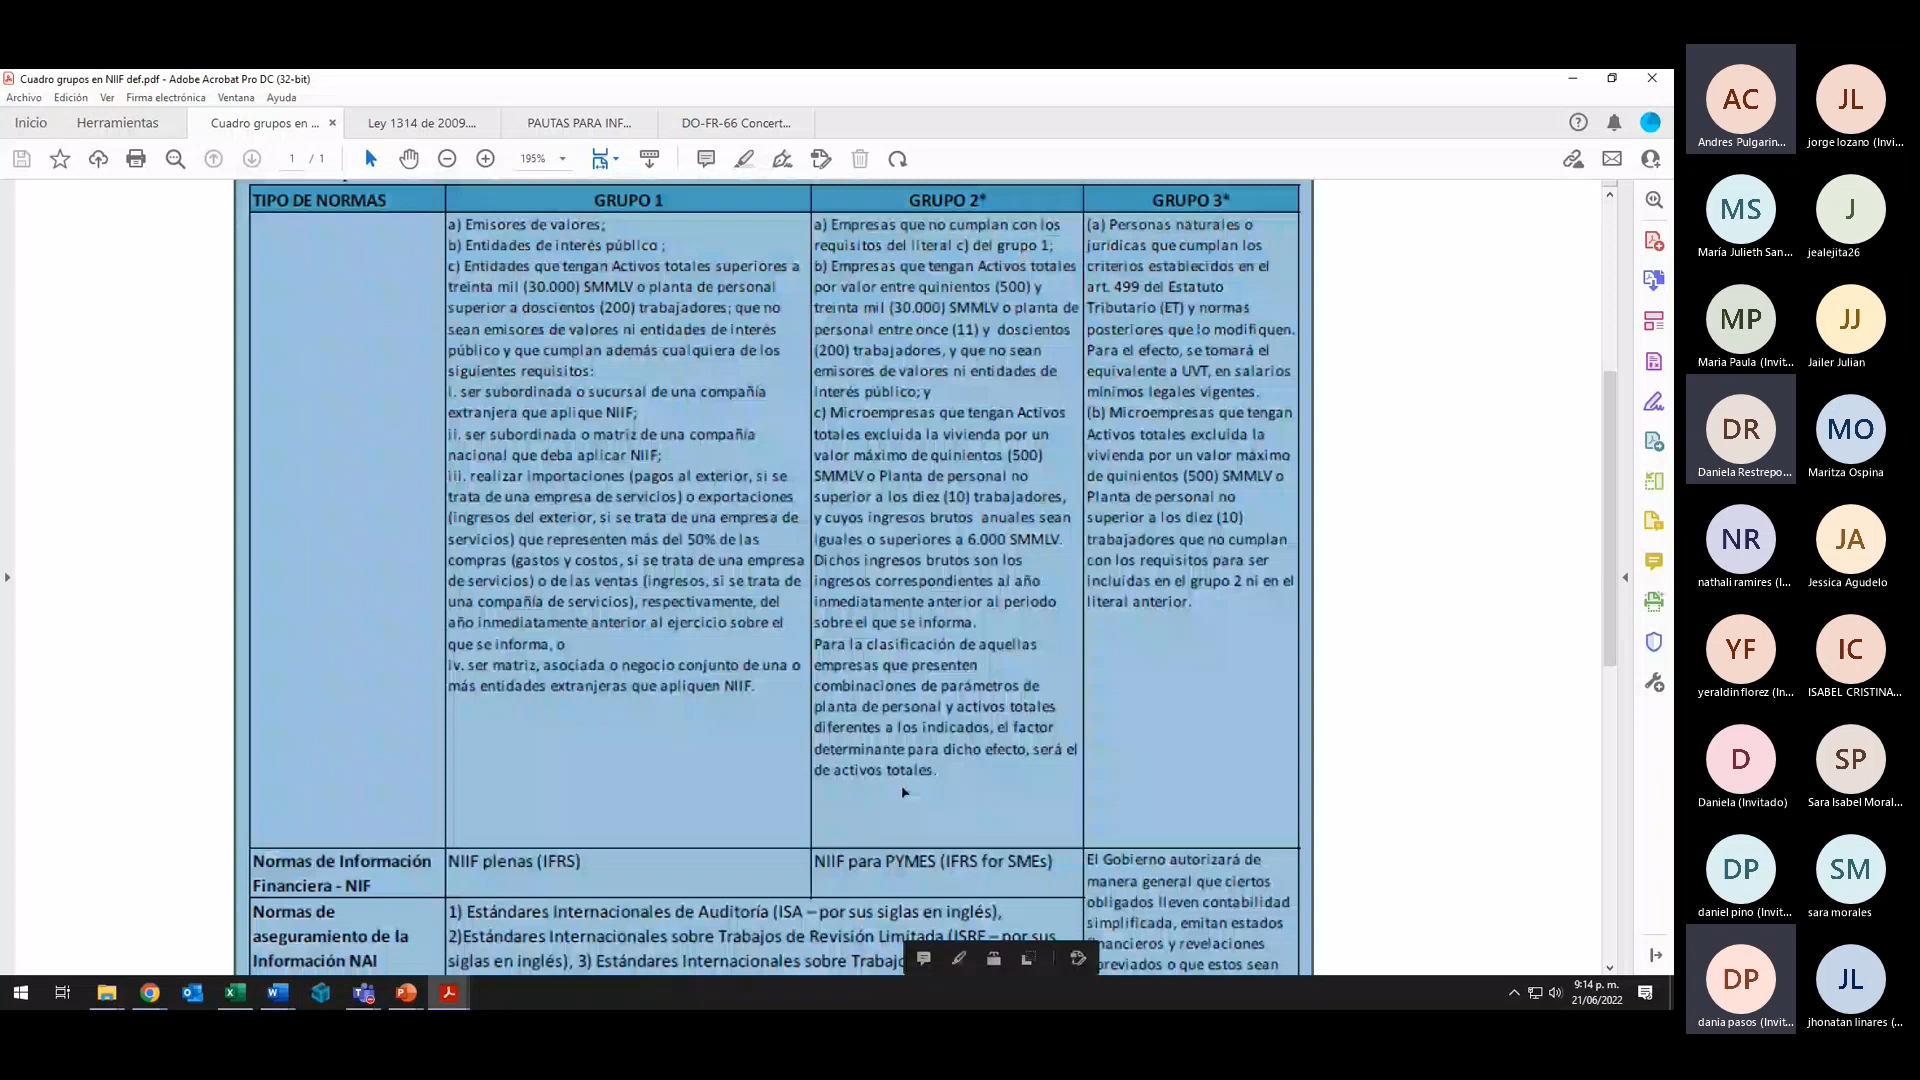 Cuadro grupos en NIIF def.pdf - Adobe Acrobat Pro DC (32-bit)
Archivo Edición Ver Firma electrónica Ventana Ayuda
Inicio Herramientas Cuadro grupos en ... × Ley 1314 de 2009.... PAUTAS PARA INF... DO-FR-66 Concert...
1 / 1 195%
TIPO DE NORMAS
GRUPO 1
a) Emisores de valores;
b) Entidades de interés público ;
c) Entidades que tengan Activos totales superiores a
treinta mil (30.000) SMMLV o planta de personal
superior a doscientos (200) trabajadores; que no
sean emisores de valores ni entidades de interés
público y que cumplan además cualquiera de los
siguientes requisitos:
i. ser subordinada o sucursal de una compañía
extranjera que aplique NIIF;
ii. ser subordinada o matriz de una compañía
nacional que deba aplicar NIIF;
iii. realizar importaciones (pagos al exterior, si se
trata de una empresa de servicios) o exportaciones
(ingresos del exterior, si se trata de una empresa de
servicios) que representen más del 50% de las
compras (gastos y costos, si se trata de una empresa
de servicios) o de las ventas (ingresos, si se trata de
una compañía de servicios), respectivamente, del
año inmediatamente anterior al ejercicio sobre el
que se informa, o
iv. ser matriz, asociada o negocio conjunto de una o
más entidades extranjeras que apliquen NIIF.
GRUPO 2*
a) Empresas que no cumplan con los
requisitos del literal c) del grupo 1;
b) Empresas que tengan Activos totales
por valor entre quinientos (500) y
treinta mil (30.000) SMMLV o planta de
personal entre once (11) y doscientos
(200) trabajadores, y que no sean
emisores de valores ni entidades de
interés público; y
c) Microempresas que tengan Activos
totales excluida la vivienda por un
valor máximo de quinientos (500)
SMMLV o Planta de personal no
superior a los diez (10) trabajadores,
y cuyos ingresos brutos anuales sean
iguales o superiores a 6.000 SMMLV.
Dichos ingresos brutos son los
ingresos correspondientes al año
inmediatamente anterior al periodo
sobre el que se informa.
Para la clasificación de aquellas
empresas que presenten
combinaciones de parámetros de
planta de personal y activos totales
diferentes a los indicados, el factor
determinante para dicho efecto, será el
de activos totales.
GRUPO 3*
(a) Personas naturales o
jurídicas que cumplan los
criterios establecidos en el
art. 499 del Estatuto
Tributario (ET) y normas
posteriores que lo modifiquen.
Para el efecto, se tomará el
equivalente a UVT, en salarios
mínimos legales vigentes.
(b) Microempresas que tengan
Activos totales excluida la
vivienda por un valor máximo
de quinientos (500) SMMLV o
Planta de personal no
superior a los diez (10)
trabajadores que no cumplan
con los requisitos para ser
incluidas en el grupo 2 ni en el
literal anterior.
Normas de Información
Financiera - NIF
NIIF plenas (IFRS)
NIIF para PYMES (IFRS for SMEs)
El Gobierno autorizará de
manera general que ciertos
obligados lleven contabilidad
simplificada, emitan estados
financieros y revelaciones
abreviados o que estos sean
Normas de
aseguramiento de la
Información NAI
1) Estándares Internacionales de Auditoría (ISA – por sus siglas en inglés),
2)Estándares Internacionales sobre Trabajos de Revisión Limitada (ISRE – por sus
siglas en inglés), 3) Estándares Internacionales sobre Trabajo
9:14 p. m.
21/06/2022
AC
Andres Pulgarin...
JL
jorge lozano (Invi...
MS
María Julieth San...
J
jealejita26
MP
Maria Paula (Invit...
JJ
Jailer Julian
DR
Daniela Restrepo...
MO
Maritza Ospina
NR
nathali ramires (I...
JA
Jessica Agudelo
YF
yeraldin florez (In...
IC
ISABEL CRISTINA...
D
Daniela (Invitado)
SP
Sara Isabel Moral...
DP
daniel pino (Invit...
SM
sara morales
DP
dania pasos (Invit...
JL
jhonatan linares (...